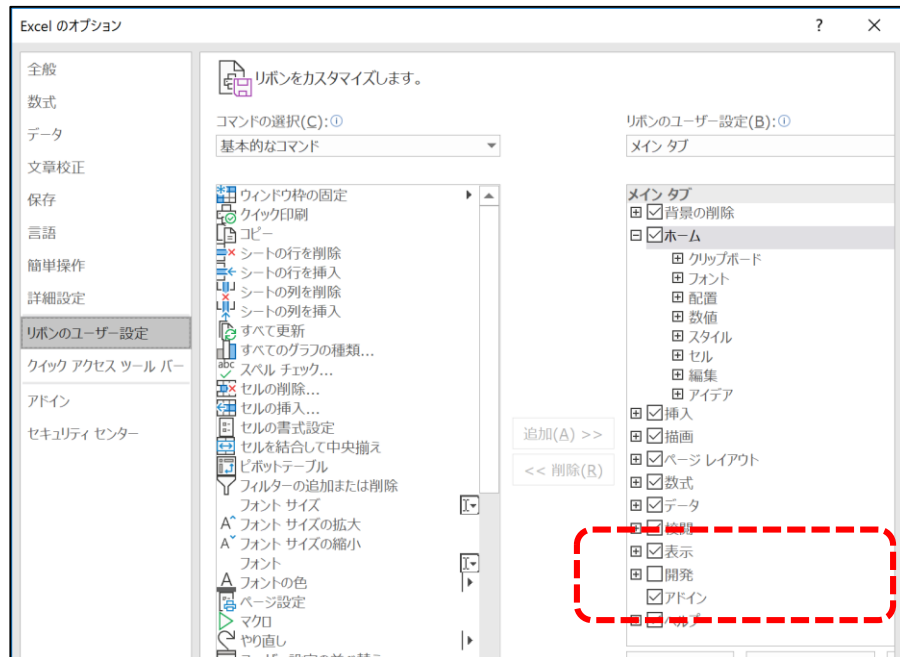 Excel のオプション
?
全般
数式
データ
文章校正
保存
言語
簡単操作
詳細設定
リボンのユーザー設定
クイック アクセス ツール バー
アドイン
セキュリティ センター
リボンをカスタマイズします。
コマンドの選択(C):
基本的なコマンド
ウィンドウ枠の固定
クイック印刷
コピー
シートの行を削除
シートの行を挿入
シートの列を削除
シートの列を挿入
すべて更新
すべてのグラフの種類...
スペル チェック...
セルの削除...
セルの挿入...
セルの書式設定
セルを結合して中央揃え
ピボットテーブル
フィルターの追加または削除
フォント サイズ
フォント サイズの拡大
フォント サイズの縮小
フォント
フォントの色
ページ設定
マクロ
やり直し
追加(A) >>
<< 削除(R)
リボンのユーザー設定(B):
メイン タブ
メイン タブ
背景の削除
ホーム
クリップボード
フォント
配置
数値
スタイル
セル
編集
アイデア
挿入
描画
ページ レイアウト
数式
データ
校閲
表示
開発
アドイン
ヘルプ